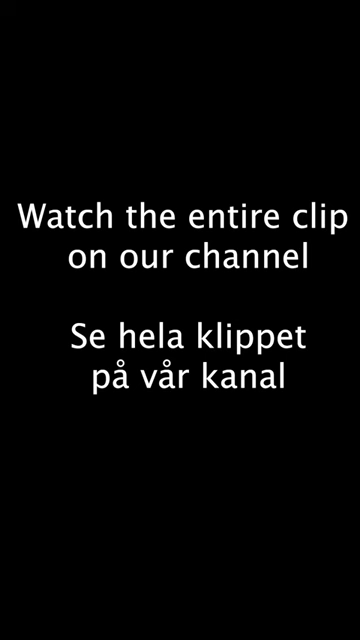 Watch the entire clip
on our channel
Se hela klippet
på vår kanal